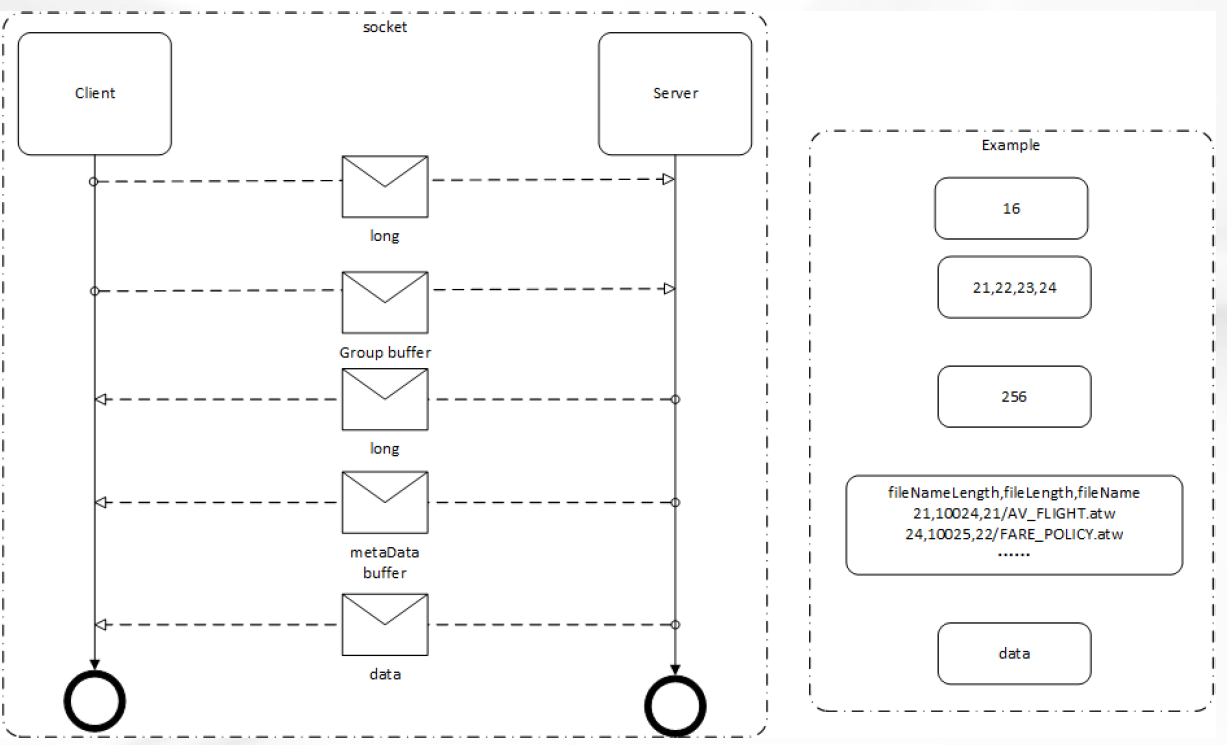 socket
Client
Server
long
Group buffer
long
metaData
buffer
data
Example
16
21,22,23,24
256
fileNameLength,fileLength,fileName
21,10024,21/AV_FLIGHT.atw
24,10025,22/FARE_POLICY.atw
......
data